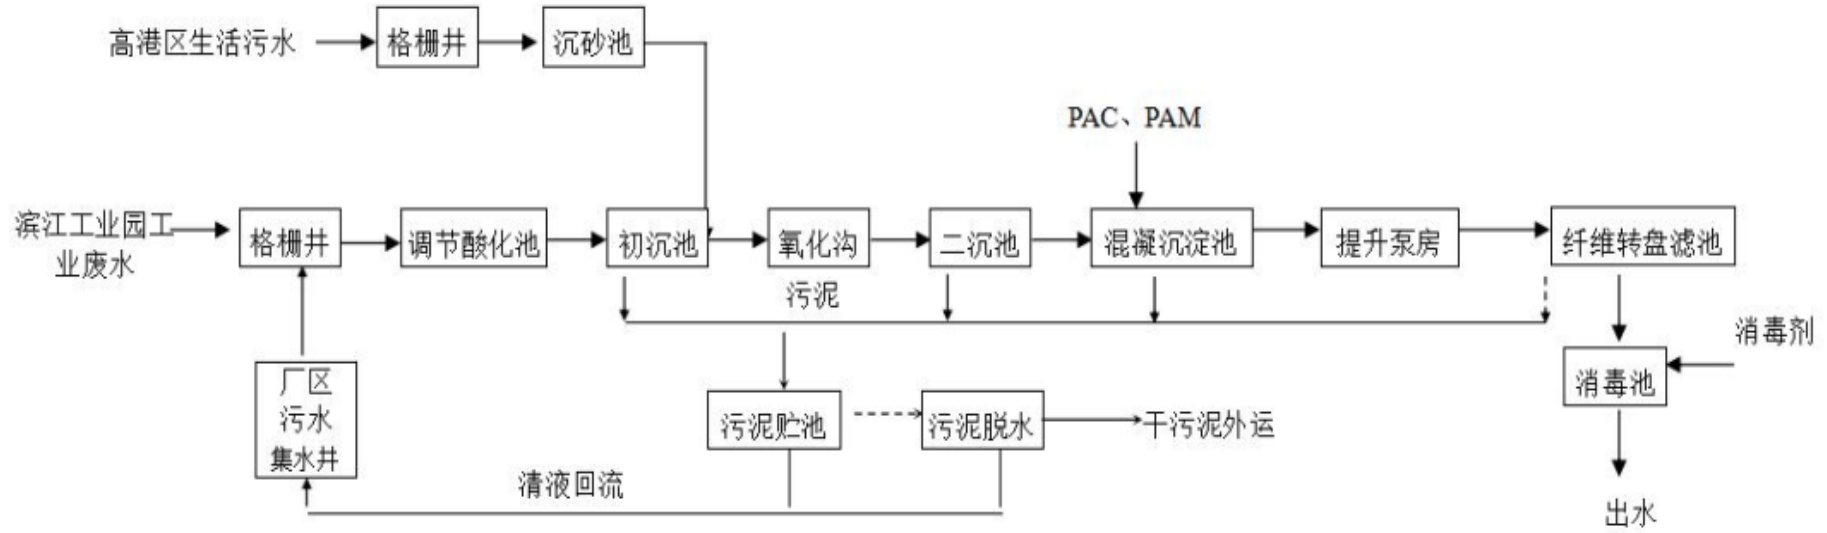 高港区生活污水
格栅井
沉砂池
PAC、PAM
滨江工业园工
业废水
格栅井
调节酸化池
初沉池
氧化沟
二沉池
混凝沉淀池
提升泵房
纤维转盘滤池
污泥
消毒剂
厂区
污水
集水井
消毒池
污泥贮池
污泥脱水
干污泥外运
清液回流
出水